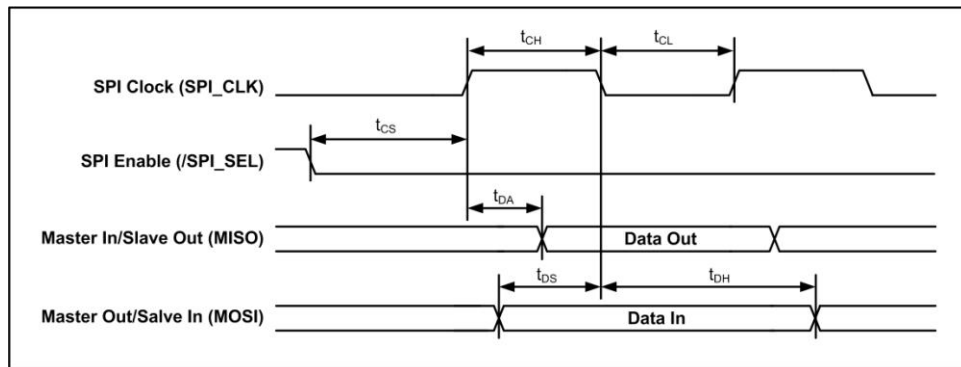 tCH
tCL
SPI Clock (SPI_CLK)
tCS
SPI Enable (/SPI_SEL)
tDA
Master In/Slave Out (MISO)
Data Out
tDS
tDH
Master Out/Salve In (MOSI)
Data In